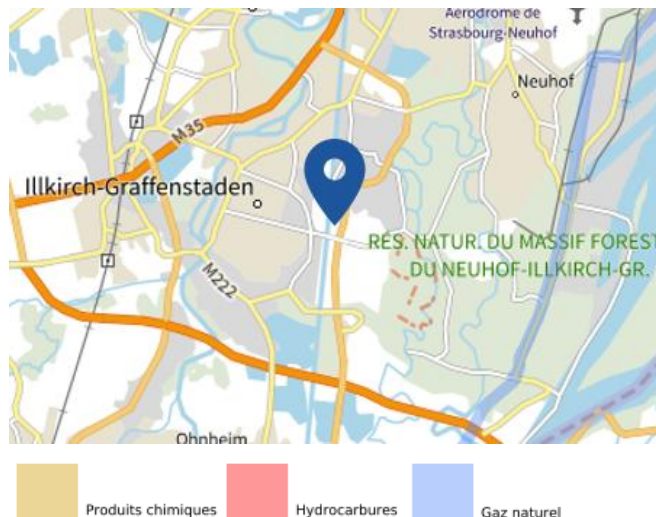 Aérodrome de
Strasbourg-Neuhof
Neuhof
M35
Illkirch-Graffenstaden
RÉS. NATUR. DU MASSIF FOREST
DU NEUHOF-ILLKIRCH-GR.
M222
Ohnheim
Produits chimiques
Hydrocarbures
Gaz naturel